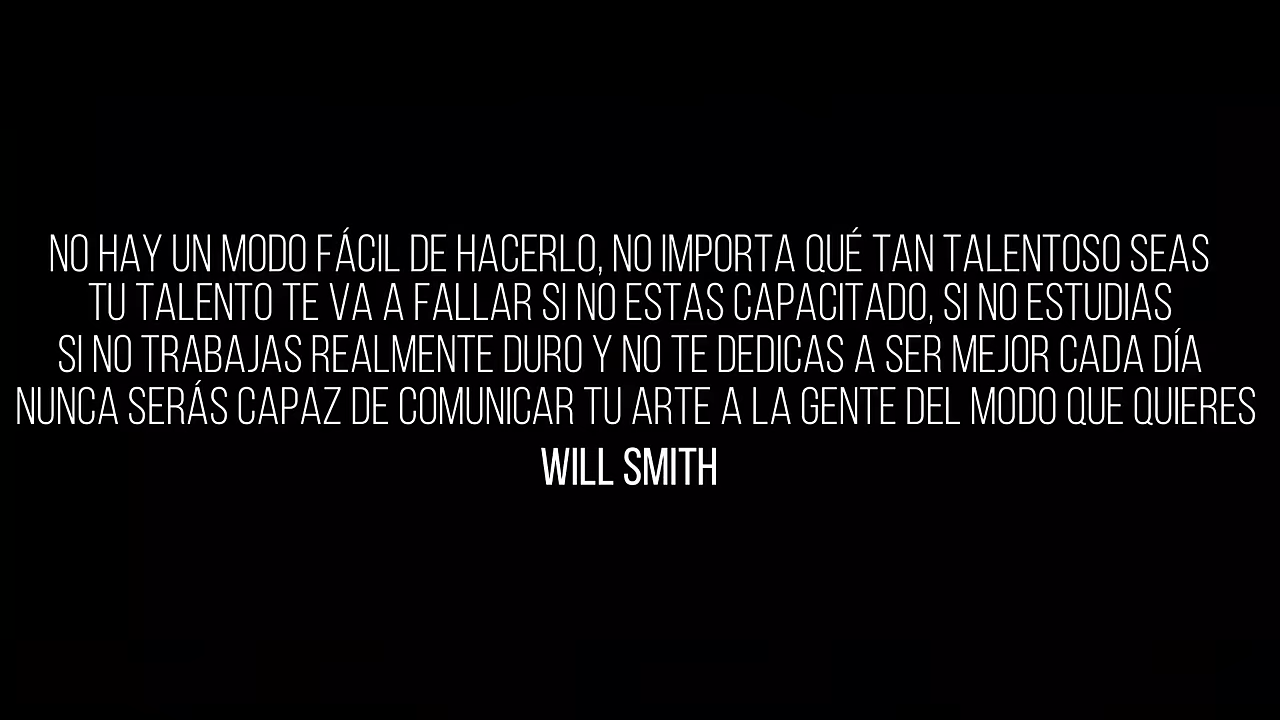 NO HAY UN MODO FÁCIL DE HACERLO, NO IMPORTA QUÉ TAN TALENTOSO SEAS
TU TALENTO TE VA A FALLAR SI NO ESTAS CAPACITADO, SI NO ESTUDIAS
SI NO TRABAJAS REALMENTE DURO Y NO TE DEDICAS A SER MEJOR CADA DÍA
NUNCA SERÁS CAPAZ DE COMUNICAR TU ARTE A LA GENTE DEL MODO QUE QUIERES
WILL SMITH